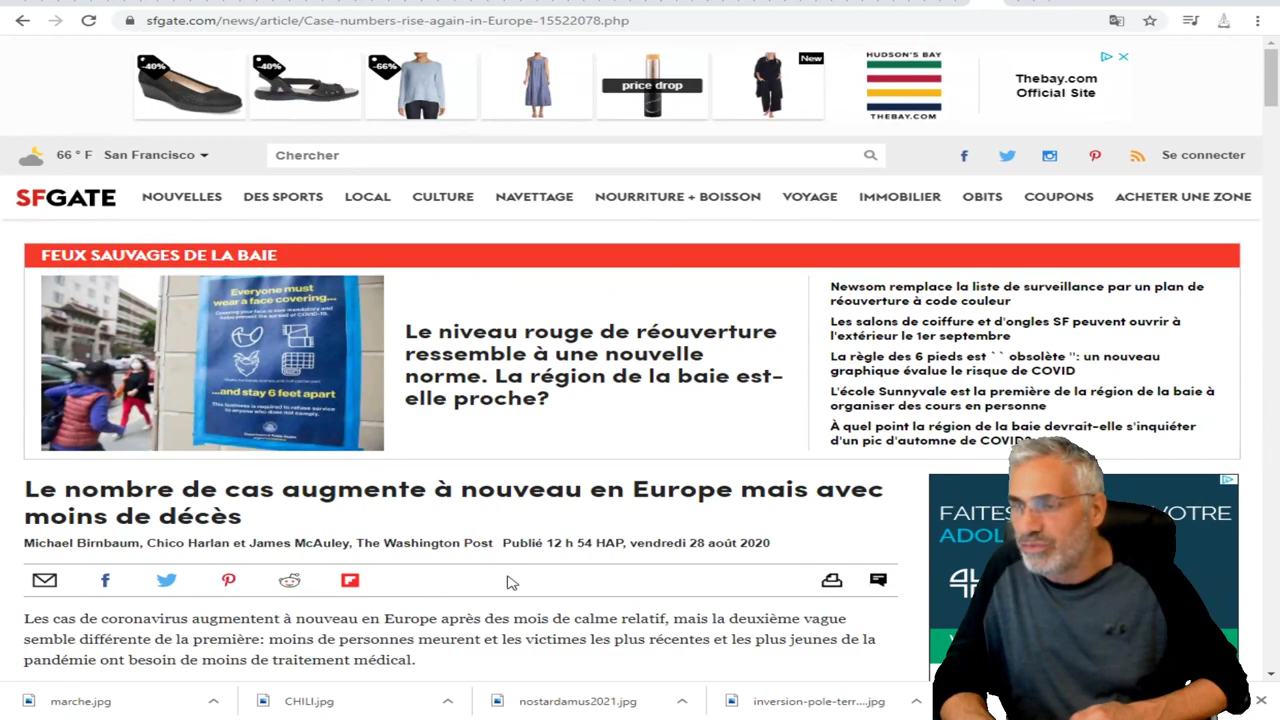 sfgate.com/news/article/Case-numbers-rise-again-in-Europe-15522078.php
-40%
-40%
-66%
price drop
New
HUDSON'S BAY
THEBAY.COM
Thebay.com
Official Site
66 ° F San Francisco
Chercher
Se connecter
SFGATE NOUVELLES DES SPORTS LOCAL CULTURE NAVETTAGE NOURRITURE + BOISSON VOYAGE IMMOBILIER OBITS COUPONS ACHETER UNE ZONE
FEUX SAUVAGES DE LA BAIE
Everyone must
wear a face covering...
...and stay 6 feet apart
Le niveau rouge de réouverture
ressemble à une nouvelle
norme. La région de la baie est-
elle proche?
Newsom remplace la liste de surveillance par un plan de
réouverture à code couleur
Les salons de coiffure et d'ongles SF peuvent ouvrir à
l'extérieur le 1er septembre
La règle des 6 pieds est `` obsolète '': un nouveau
graphique évalue le risque de COVID
L'école Sunnyvale est la première de la région de la baie à
organiser des cours en personne
À quel point la région de la baie devrait-elle s'inquiéter
d'un pic d'automne de COVID?
Le nombre de cas augmente à nouveau en Europe mais avec
moins de décès
Michael Birnbaum, Chico Harlan et James McAuley, The Washington Post Publié 12 h 54 HAP, vendredi 28 août 2020
FAITES VOTRE
Les cas de coronavirus augmentent à nouveau en Europe après des mois de calme relatif, mais la deuxième vague
semble différente de la première: moins de personnes meurent et les victimes les plus récentes et les plus jeunes de la
pandémie ont besoin de moins de traitement médical.
marche.jpg
CHILI.jpg
nostardamus2021.jpg
inversion-pole-terr....jpg